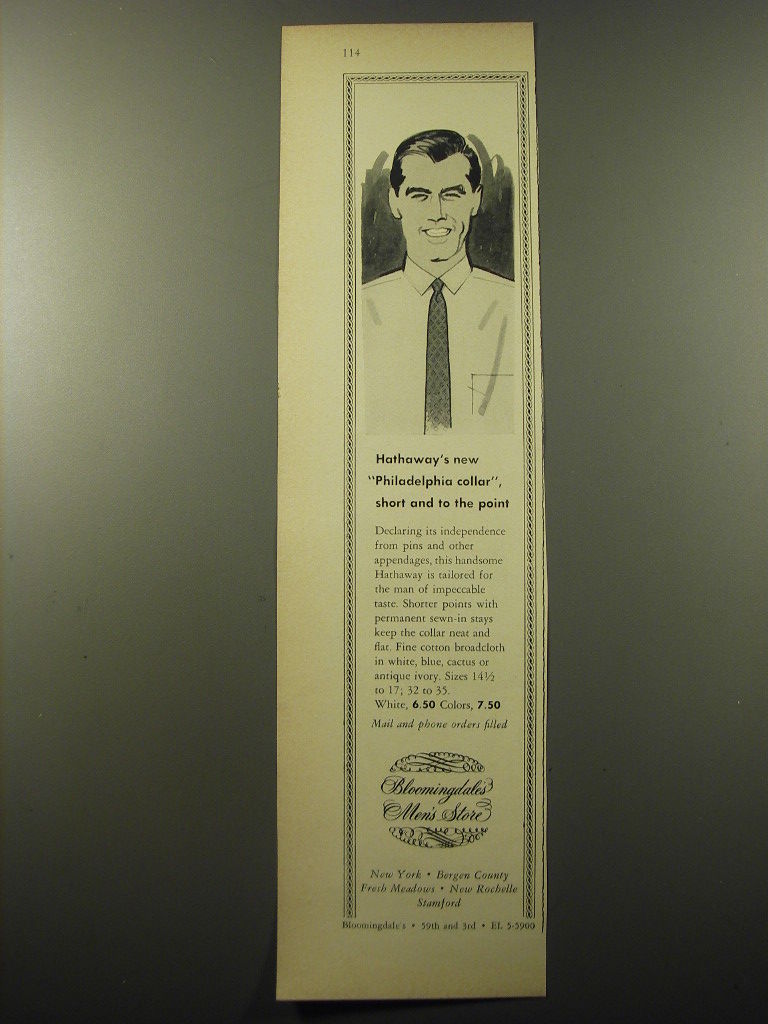 114
Hathaway's new
"Philadelphia collar",
short and to the point
Declaring its independence
from pins and other
appendages, this handsome
Hathaway is tailored for
the man of impeccable
taste. Shorter points with
permanent sewn-in stays
keep the collar neat and
flat. Fine cotton broadcloth
in white, blue, cactus or
antique ivory. Sizes 14½
to 17; 32 to 35.
White, 6.50 Colors, 7.50
Mail and phone orders filled
Bloomingdale's
Men's Store
New York • Bergen County
Fresh Meadows • New Rochelle
Stamford
Bloomingdale's • 59th and 3rd • EL 5-5900